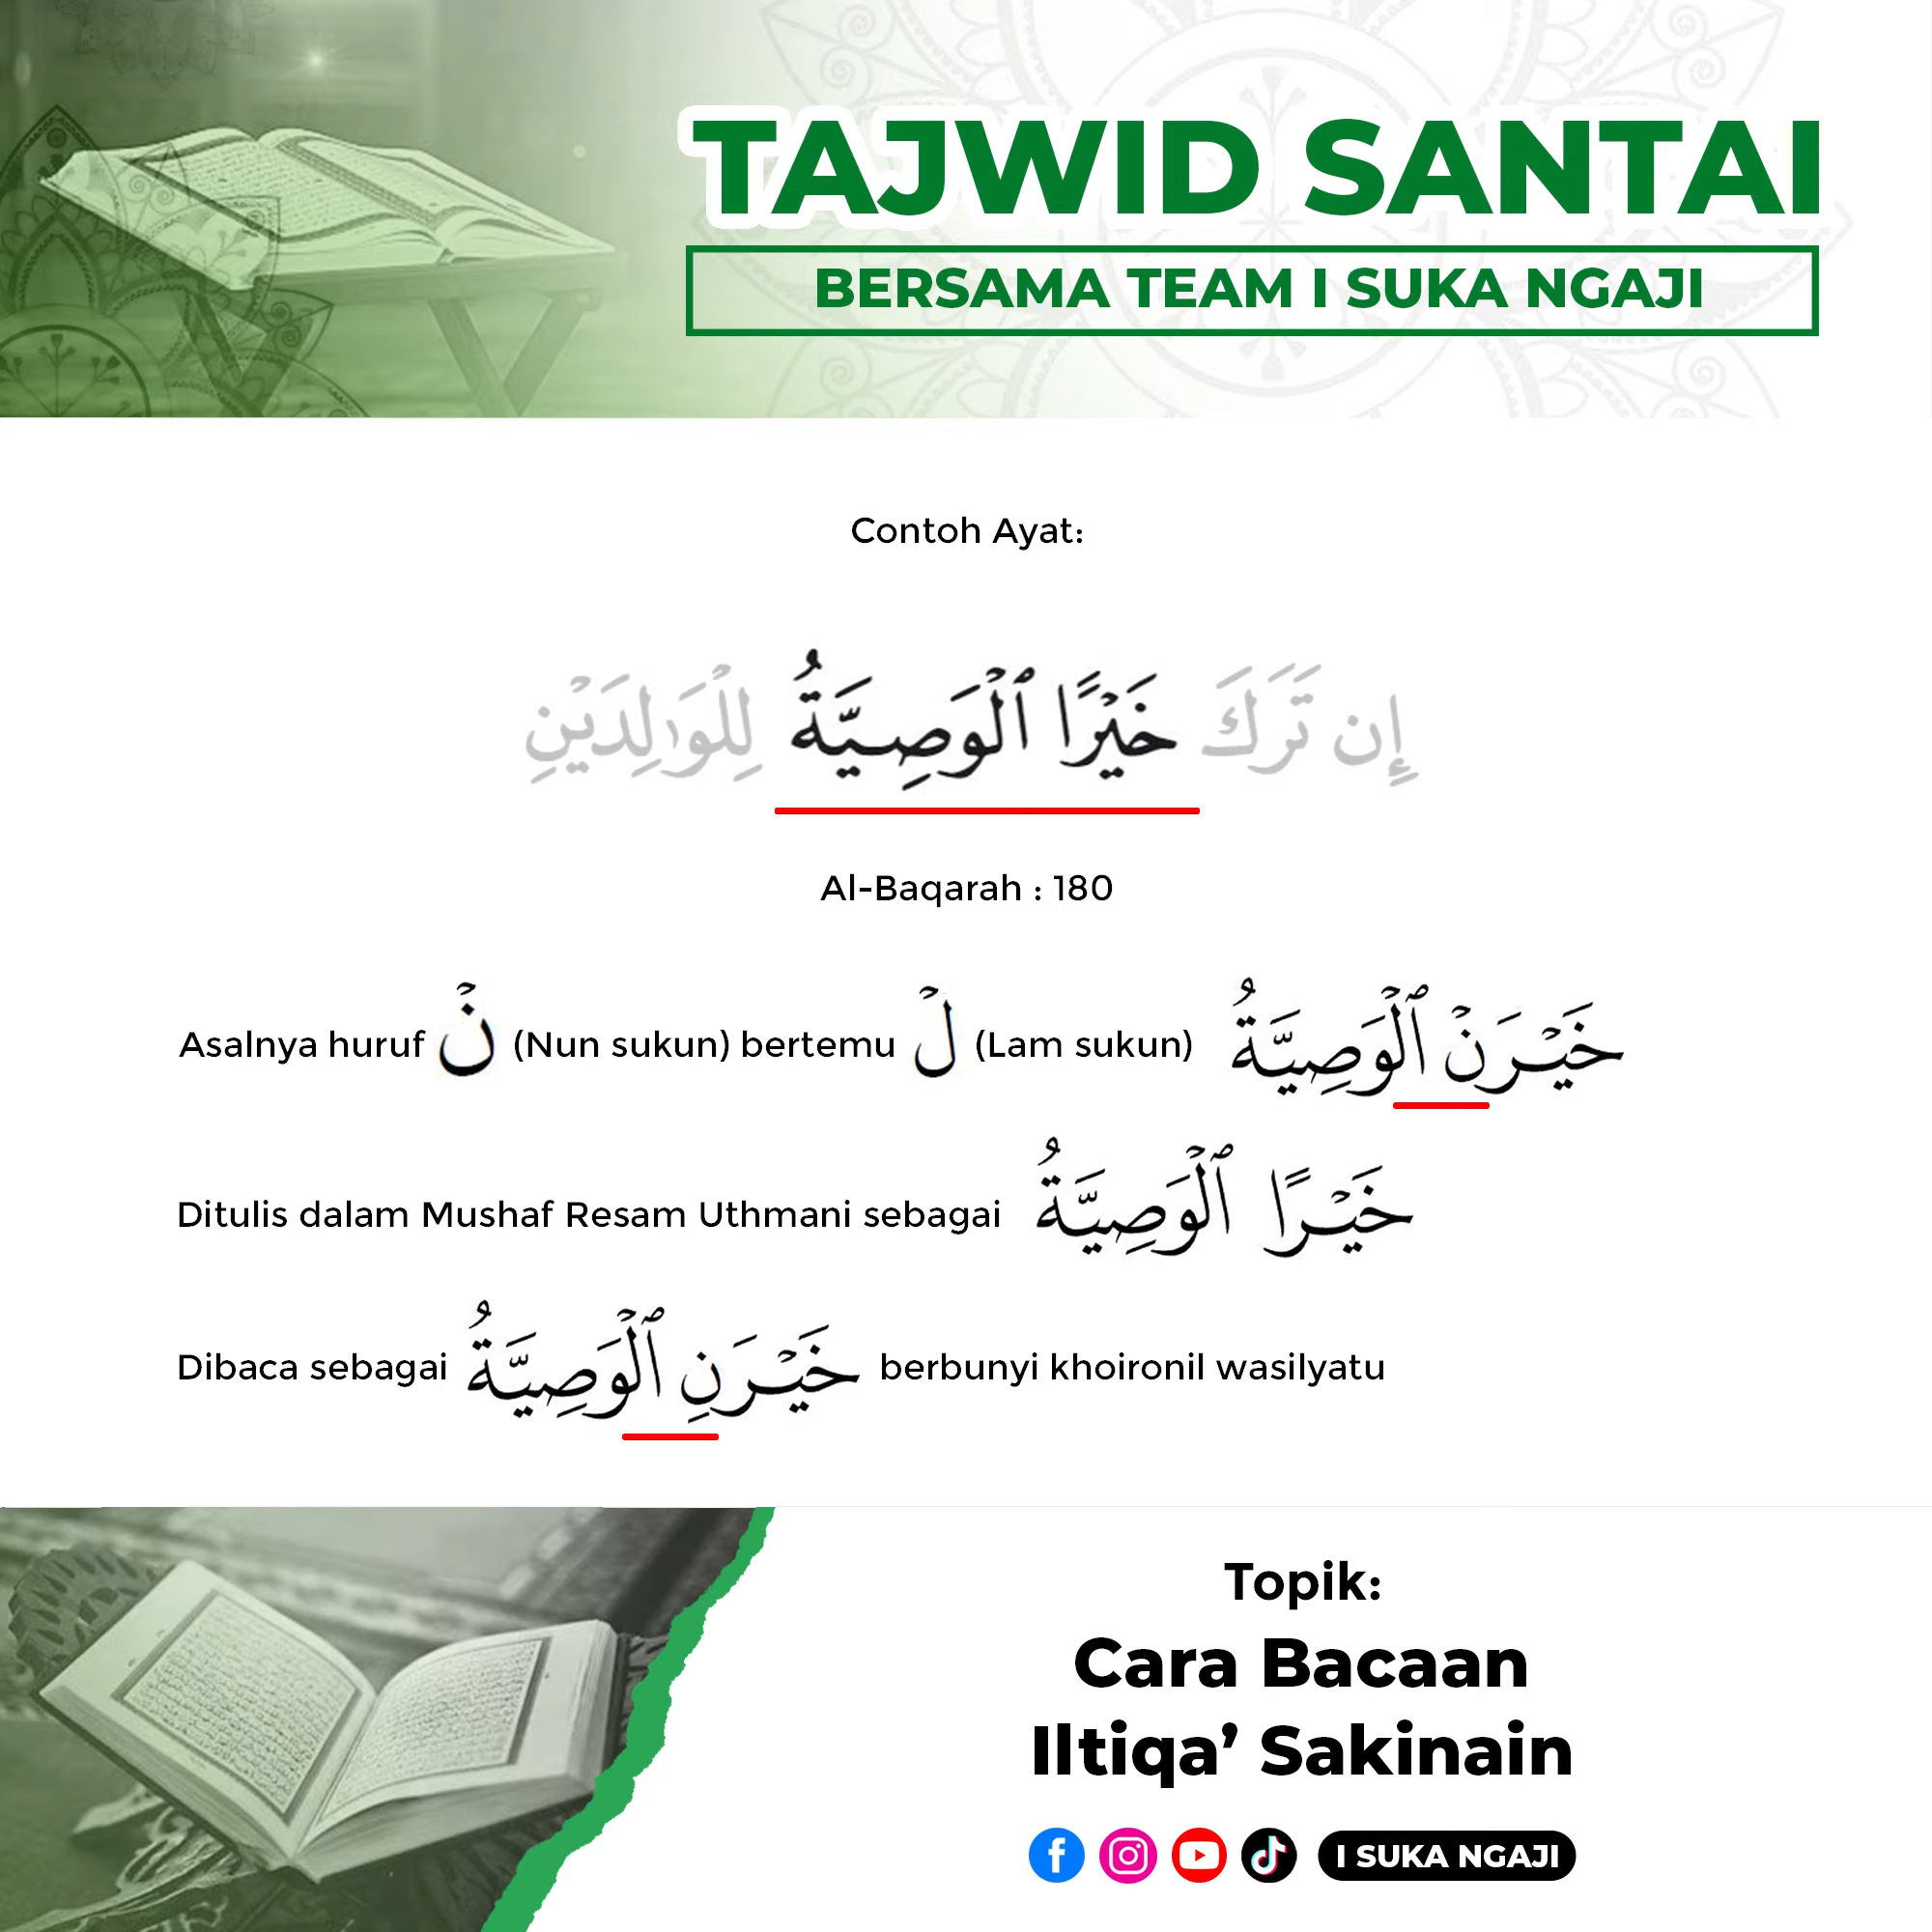 TAJWID SANTAI
BERSAMA TEAM I SUKA NGAJI
Contoh Ayat:
إِن تَرَكَ خَيْرًا ٱلْوَصِيَّةُ لِلْوَٰلِدَيْنِ
Al-Baqarah : 180
Asalnya huruf نْ (Nun sukun) bertemu لْ (Lam sukun) خَيْرَنْ ٱلْوَصِيَّةُ
Ditulis dalam Mushaf Resam Uthmani sebagai خَيْرًا ٱلْوَصِيَّةُ
Dibaca sebagai خَيْرَنِ ٱلْوَصِيَّةُ berbunyi khoironil wasilyatu
Topik:
Cara Bacaan
Iltiqa’ Sakinain
I SUKA NGAJI